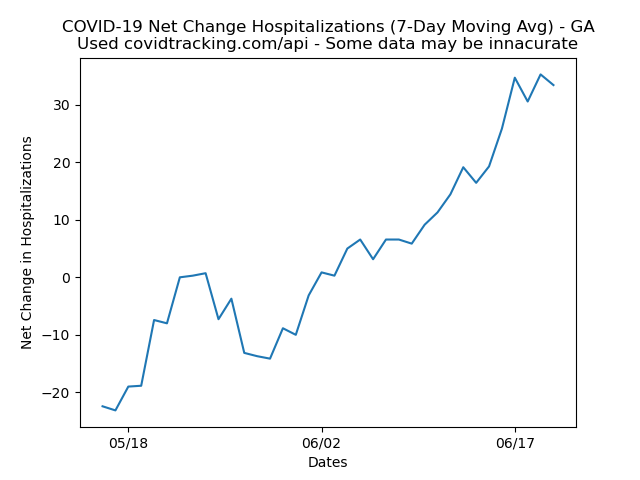 COVID-19 Net Change Hospitalizations (7-Day Moving Avg) - GA
Used covidtracking.com/api - Some data may be innacurate
Net Change in Hospitalizations
30
20
10
0
−10
−20
05/18
06/02
06/17
Dates